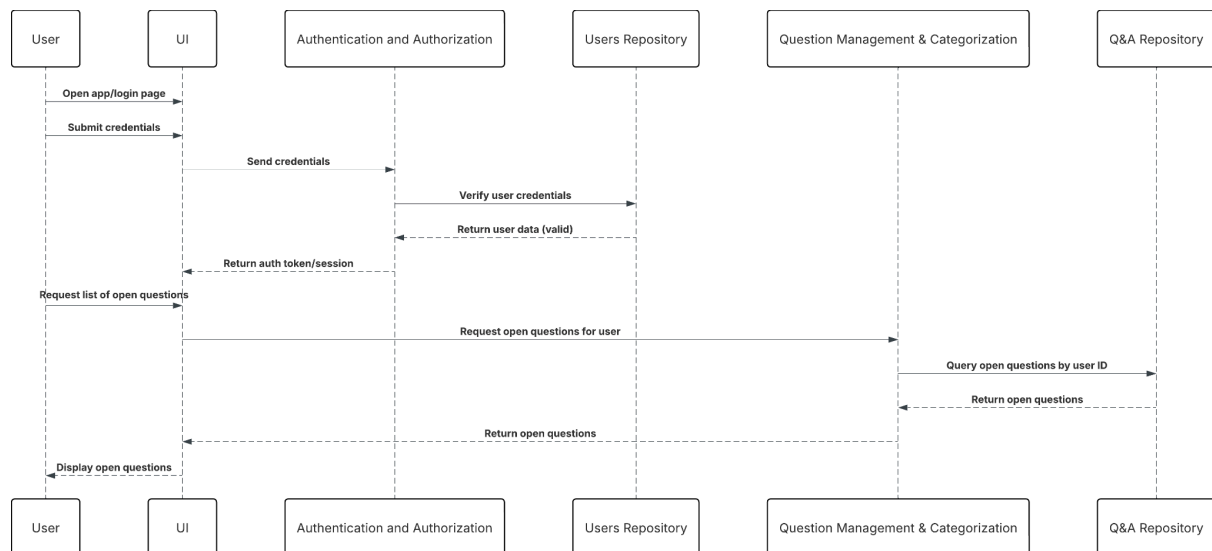 User
UI
Authentication and Authorization
Users Repository
Question Management & Categorization
Q&A Repository
Open app/login page
Submit credentials
Send credentials
Verify user credentials
Return user data (valid)
Return auth token/session
Request list of open questions
Request open questions for user
Query open questions by user ID
Return open questions
Return open questions
Display open questions
User
UI
Authentication and Authorization
Users Repository
Question Management & Categorization
Q&A Repository